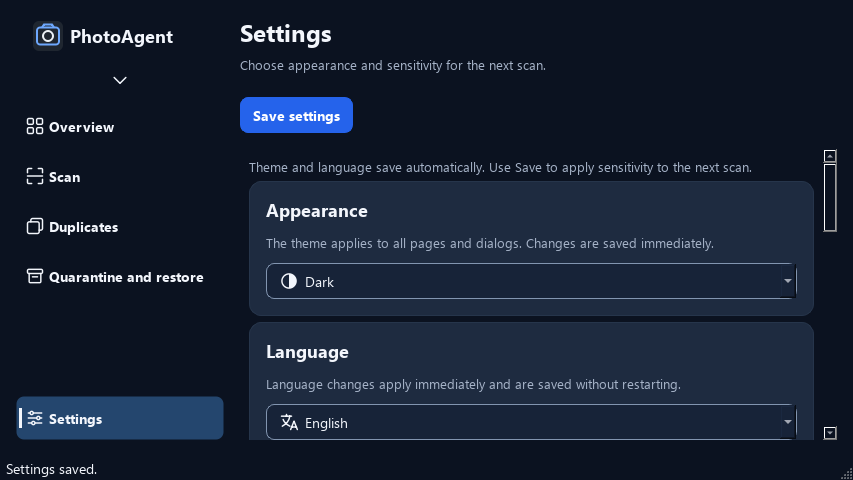 PhotoAgent
Overview
Scan
Duplicates
Quarantine and restore
Settings
Settings
Choose appearance and sensitivity for the next scan.
Save settings
Theme and language save automatically. Use Save to apply sensitivity to the next scan.
Appearance
The theme applies to all pages and dialogs. Changes are saved immediately.
Dark
Language
Language changes apply immediately and are saved without restarting.
English
Settings saved.